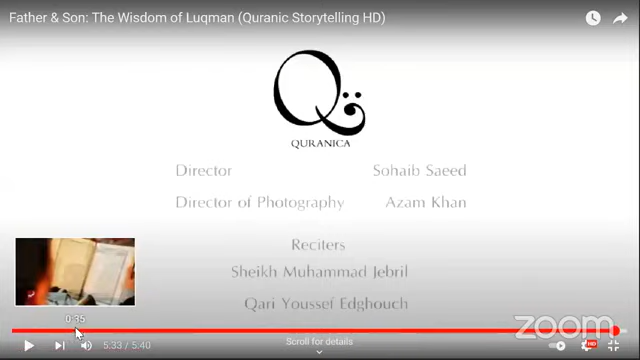 Father & Son: The Wisdom of Luqman (Quranic Storytelling HD)
QURANICA
Director Sohaib Saeed
Director of Photography Azam Khan
Reciters
Sheikh Muhammad Jebril
Qari Youssef Edghouch
0:35
5:33 / 5:40
Scroll for details
HD
zoom